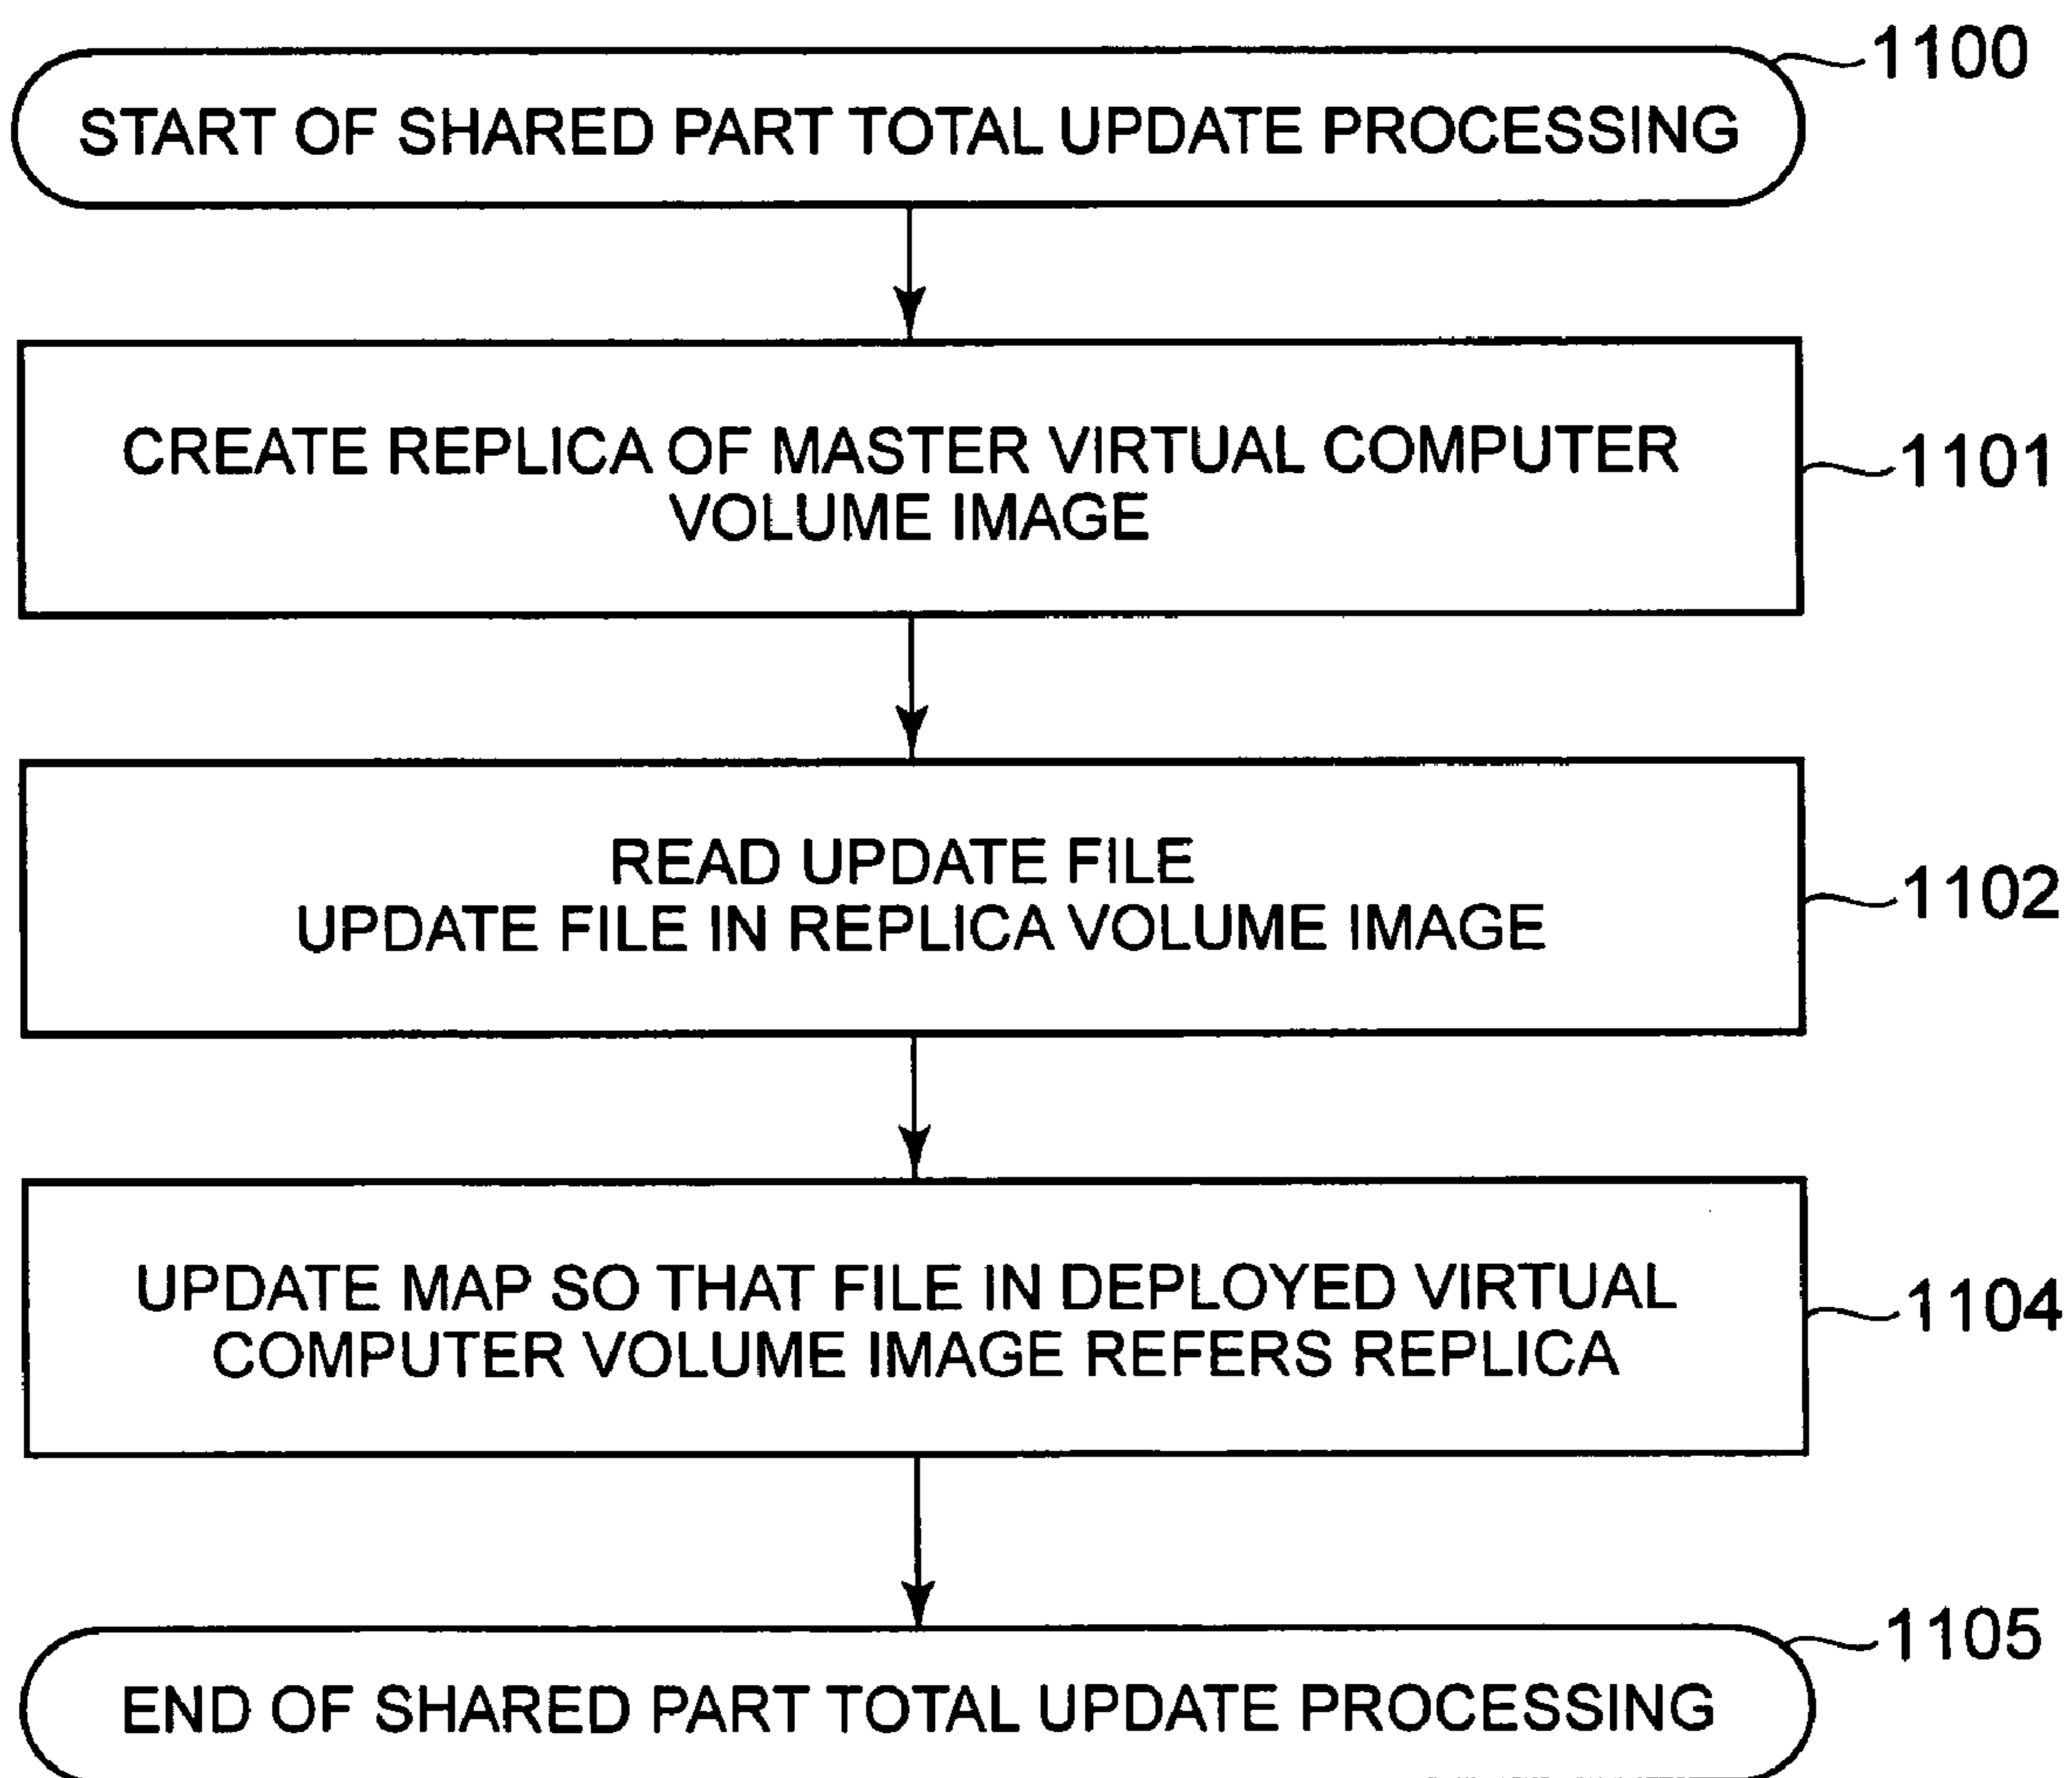 1100
START OF SHARED PART TOTAL UPDATE PROCESSING
CREATE REPLICA OF MASTER VIRTUAL COMPUTER
VOLUME IMAGE
1101
READ UPDATE FILE
UPDATE FILE IN REPLICA VOLUME IMAGE
1102
UPDATE MAP SO THAT FILE IN DEPLOYED VIRTUAL
COMPUTER VOLUME IMAGE REFERS REPLICA
1104
1105
END OF SHARED PART TOTAL UPDATE PROCESSING